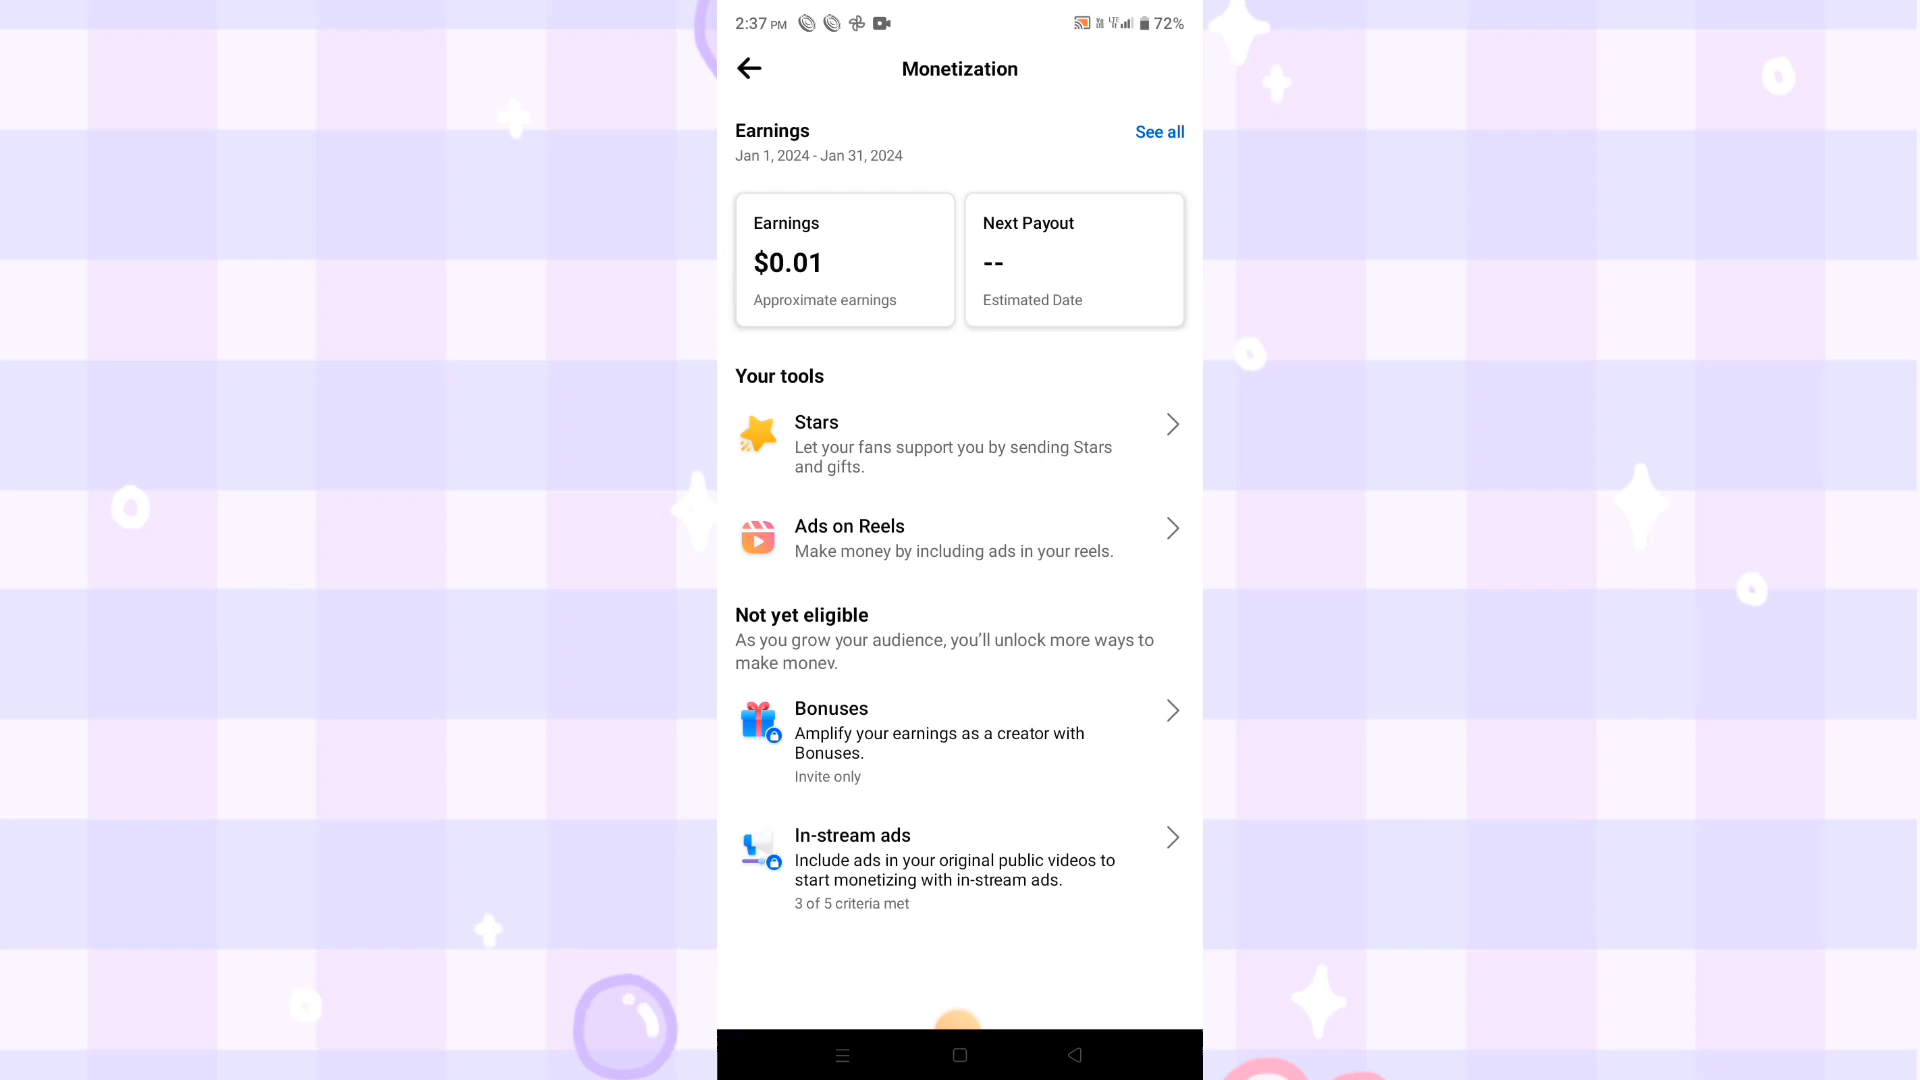 2:37 PM
72%
Monetization
Earnings
See all
Jan 1, 2024 - Jan 31, 2024
Earnings
$0.01
Approximate earnings
Next Payout
--
Estimated Date
Your tools
Stars
Let your fans support you by sending Stars
and gifts.
Ads on Reels
Make money by including ads in your reels.
Not yet eligible
As you grow your audience, you’ll unlock more ways to
make money.
Bonuses
Amplify your earnings as a creator with
Bonuses.
Invite only
In-stream ads
Include ads in your original public videos to
start monetizing with in-stream ads.
3 of 5 criteria met